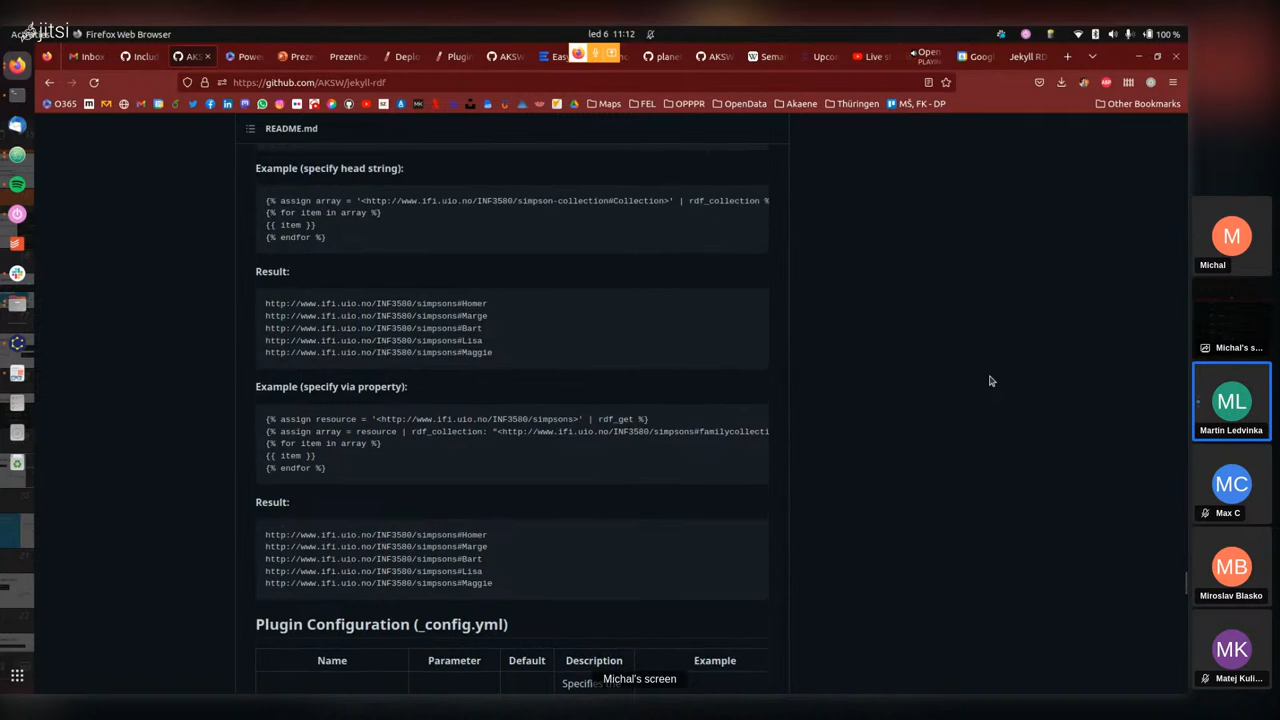 jitsi
Firefox Web Browser
led 6 11:12
100 %
Inbox
Includ
AKS
Powe
Preze
Prezenta
Deplo
Plugin
AKSW
Eas
plane
AKSW
Sema
Upcon
Live st
Open
PLAYIN
Googl
Jekyll RD
https://github.com/AKSW/jekyll-rdf
O365
Maps
FEL
OPPPR
OpenData
Akaene
Thüringen
MŠ, FK - DP
Other Bookmarks
README.md
Example (specify head string):
{% assign array = '<http://www.ifi.uio.no/INF3580/simpson-collection#Collection>' | rdf_collection %
{% for item in array %}
{{ item }}
{% endfor %}
Result:
http://www.ifi.uio.no/INF3580/simpsons#Homer
http://www.ifi.uio.no/INF3580/simpsons#Marge
http://www.ifi.uio.no/INF3580/simpsons#Bart
http://www.ifi.uio.no/INF3580/simpsons#Lisa
http://www.ifi.uio.no/INF3580/simpsons#Maggie
Example (specify via property):
{% assign resource = '<http://www.ifi.uio.no/INF3580/simpsons>' | rdf_get %}
{% assign array = resource | rdf_collection: "<http://www.ifi.uio.no/INF3580/simpsons#familycollecti
{% for item in array %}
{{ item }}
{% endfor %}
Result:
http://www.ifi.uio.no/INF3580/simpsons#Homer
http://www.ifi.uio.no/INF3580/simpsons#Marge
http://www.ifi.uio.no/INF3580/simpsons#Bart
http://www.ifi.uio.no/INF3580/simpsons#Lisa
http://www.ifi.uio.no/INF3580/simpsons#Maggie
Plugin Configuration (_config.yml)
Name Parameter Default Description Example
Specifies the
Michal's screen
M
Michal
Michal's s...
ML
Martin Ledvinka
MC
Max C
MB
Miroslav Blasko
MK
Matej Kuli...